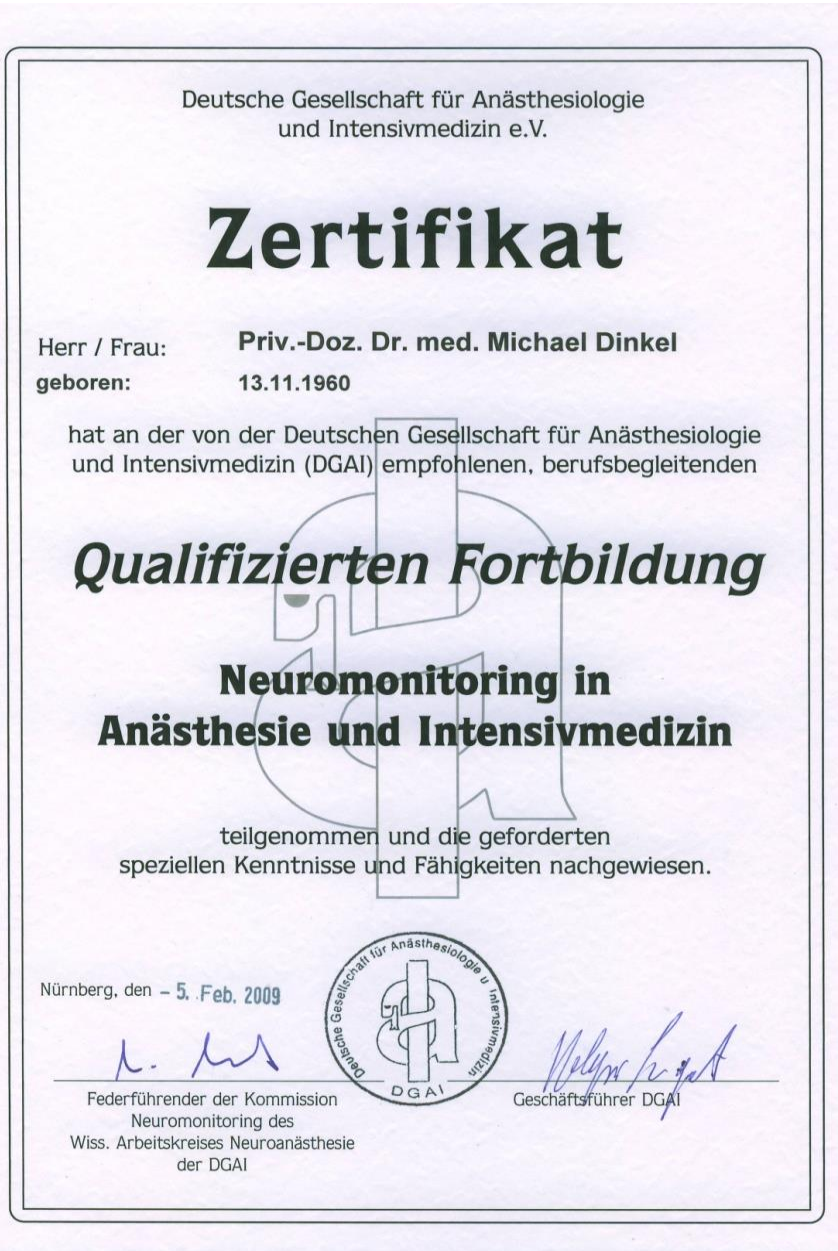 Deutsche Gesellschaft für Anästhesiologie
und Intensivmedizin e.V.
Zertifikat
Herr / Frau: Priv.-Doz. Dr. med. Michael Dinkel
geboren: 13.11.1960
hat an der von der Deutschen Gesellschaft für Anästhesiologie
und Intensivmedizin (DGAI) empfohlenen, berufsbegleitenden
Qualifizierten Fortbildung
Neuromonitoring in
Anästhesie und Intensivmedizin
teilgenommen und die geforderten
speziellen Kenntnisse und Fähigkeiten nachgewiesen.
Nürnberg, den - 5. Feb. 2009
Deutsche Gesellschaft für Anästhesiologie u Intensivmedizin
DGAI
Federführender der Kommission
Neuromonitoring des
Wiss. Arbeitskreises Neuroanästhesie
der DGAI
Geschäftsführer DGAI